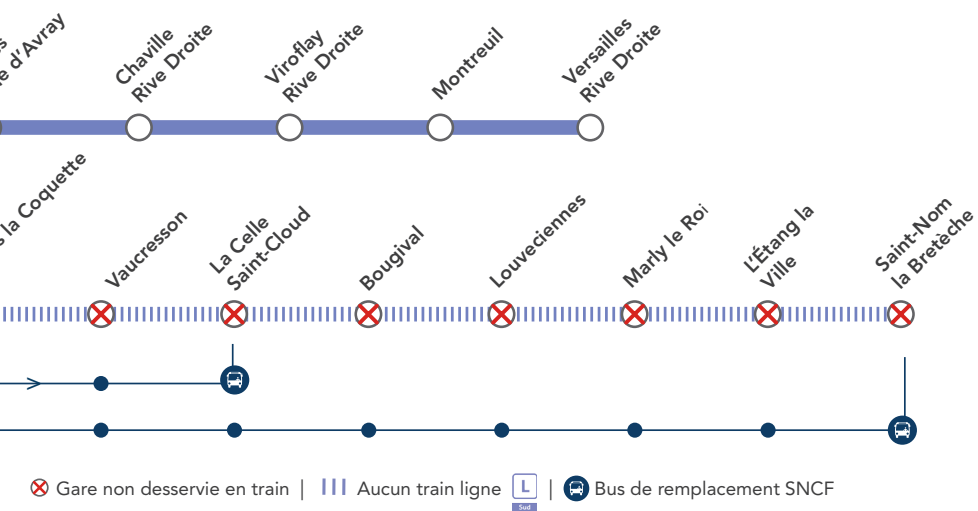 e d'Avray
Chaville
Rive Droite
Viroflay
Rive Droite
Montreuil
Versailles
Rive Droite
la Coquette
Vaucresson
La Celle
Saint-Cloud
Bougival
Louveciennes
Marly le Roi
L'Étang la
Ville
Saint-Nom
la Bretèche
Gare non desservie en train | Aucun train ligne L | Bus de remplacement SNCF
Sud